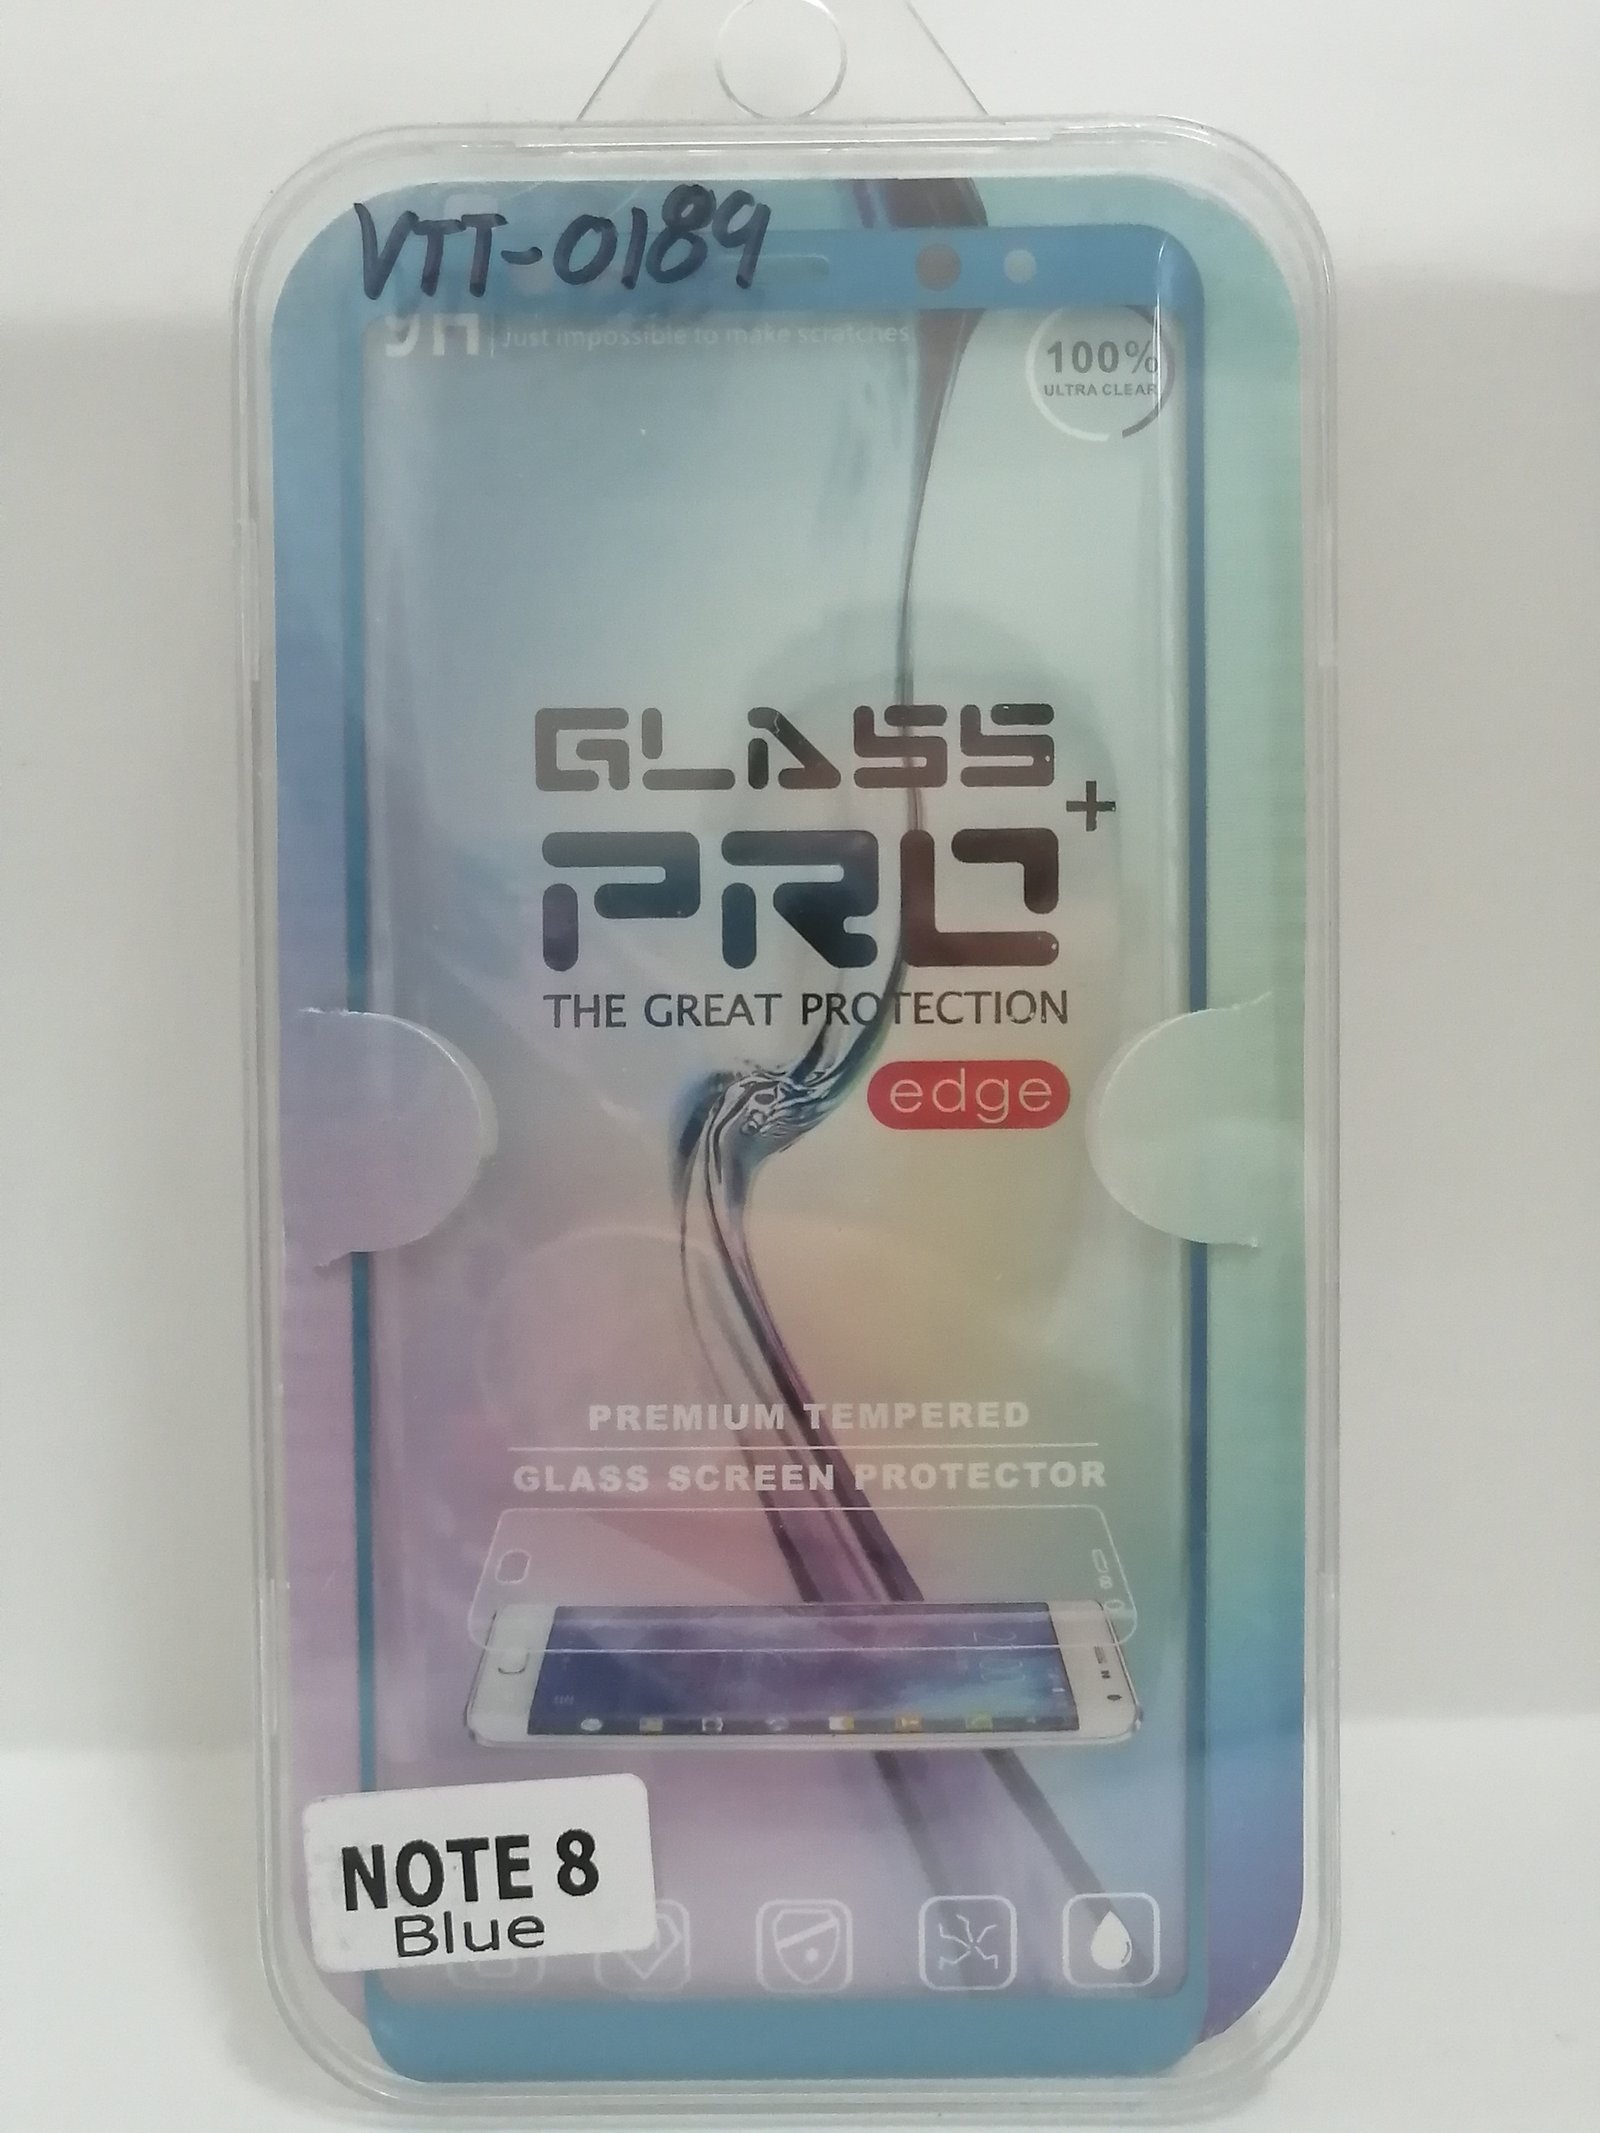 VTT-0189
9H Just impossible to make scratches
100%
ULTRA CLEAR
GLASS
PRO+
THE GREAT PROTECTION
edge
PREMIUM TEMPERED
GLASS SCREEN PROTECTOR
NOTE 8
Blue